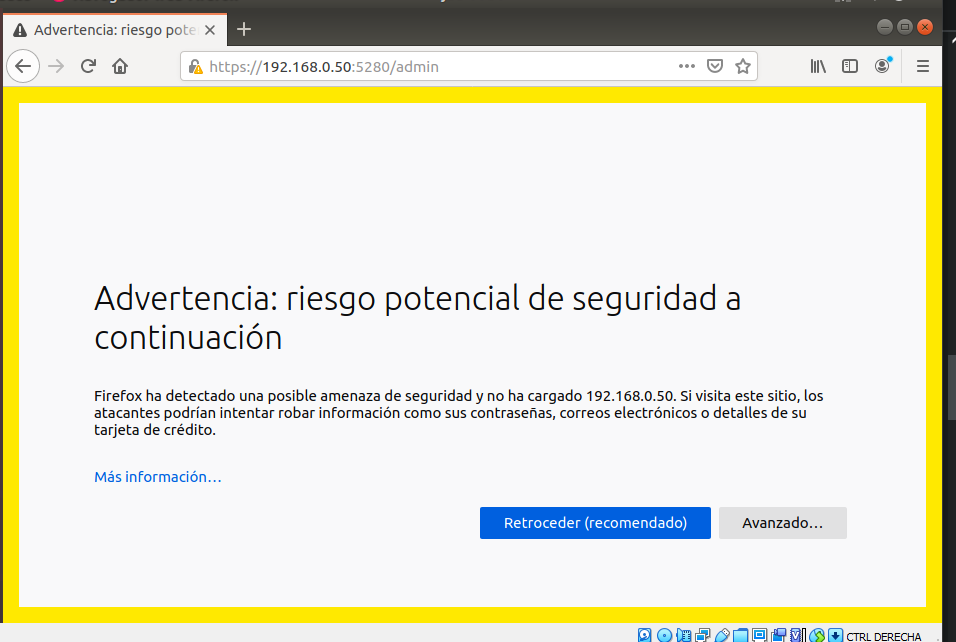 Advertencia: riesgo pote
https://192.168.0.50:5280/admin
Advertencia: riesgo potencial de seguridad a
continuación
Firefox ha detectado una posible amenaza de seguridad y no ha cargado 192.168.0.50. Si visita este sitio, los
atacantes podrían intentar robar información como sus contraseñas, correos electrónicos o detalles de su
tarjeta de crédito.
Más información…
Retroceder (recomendado)
Avanzado…
CTRL DERECHA